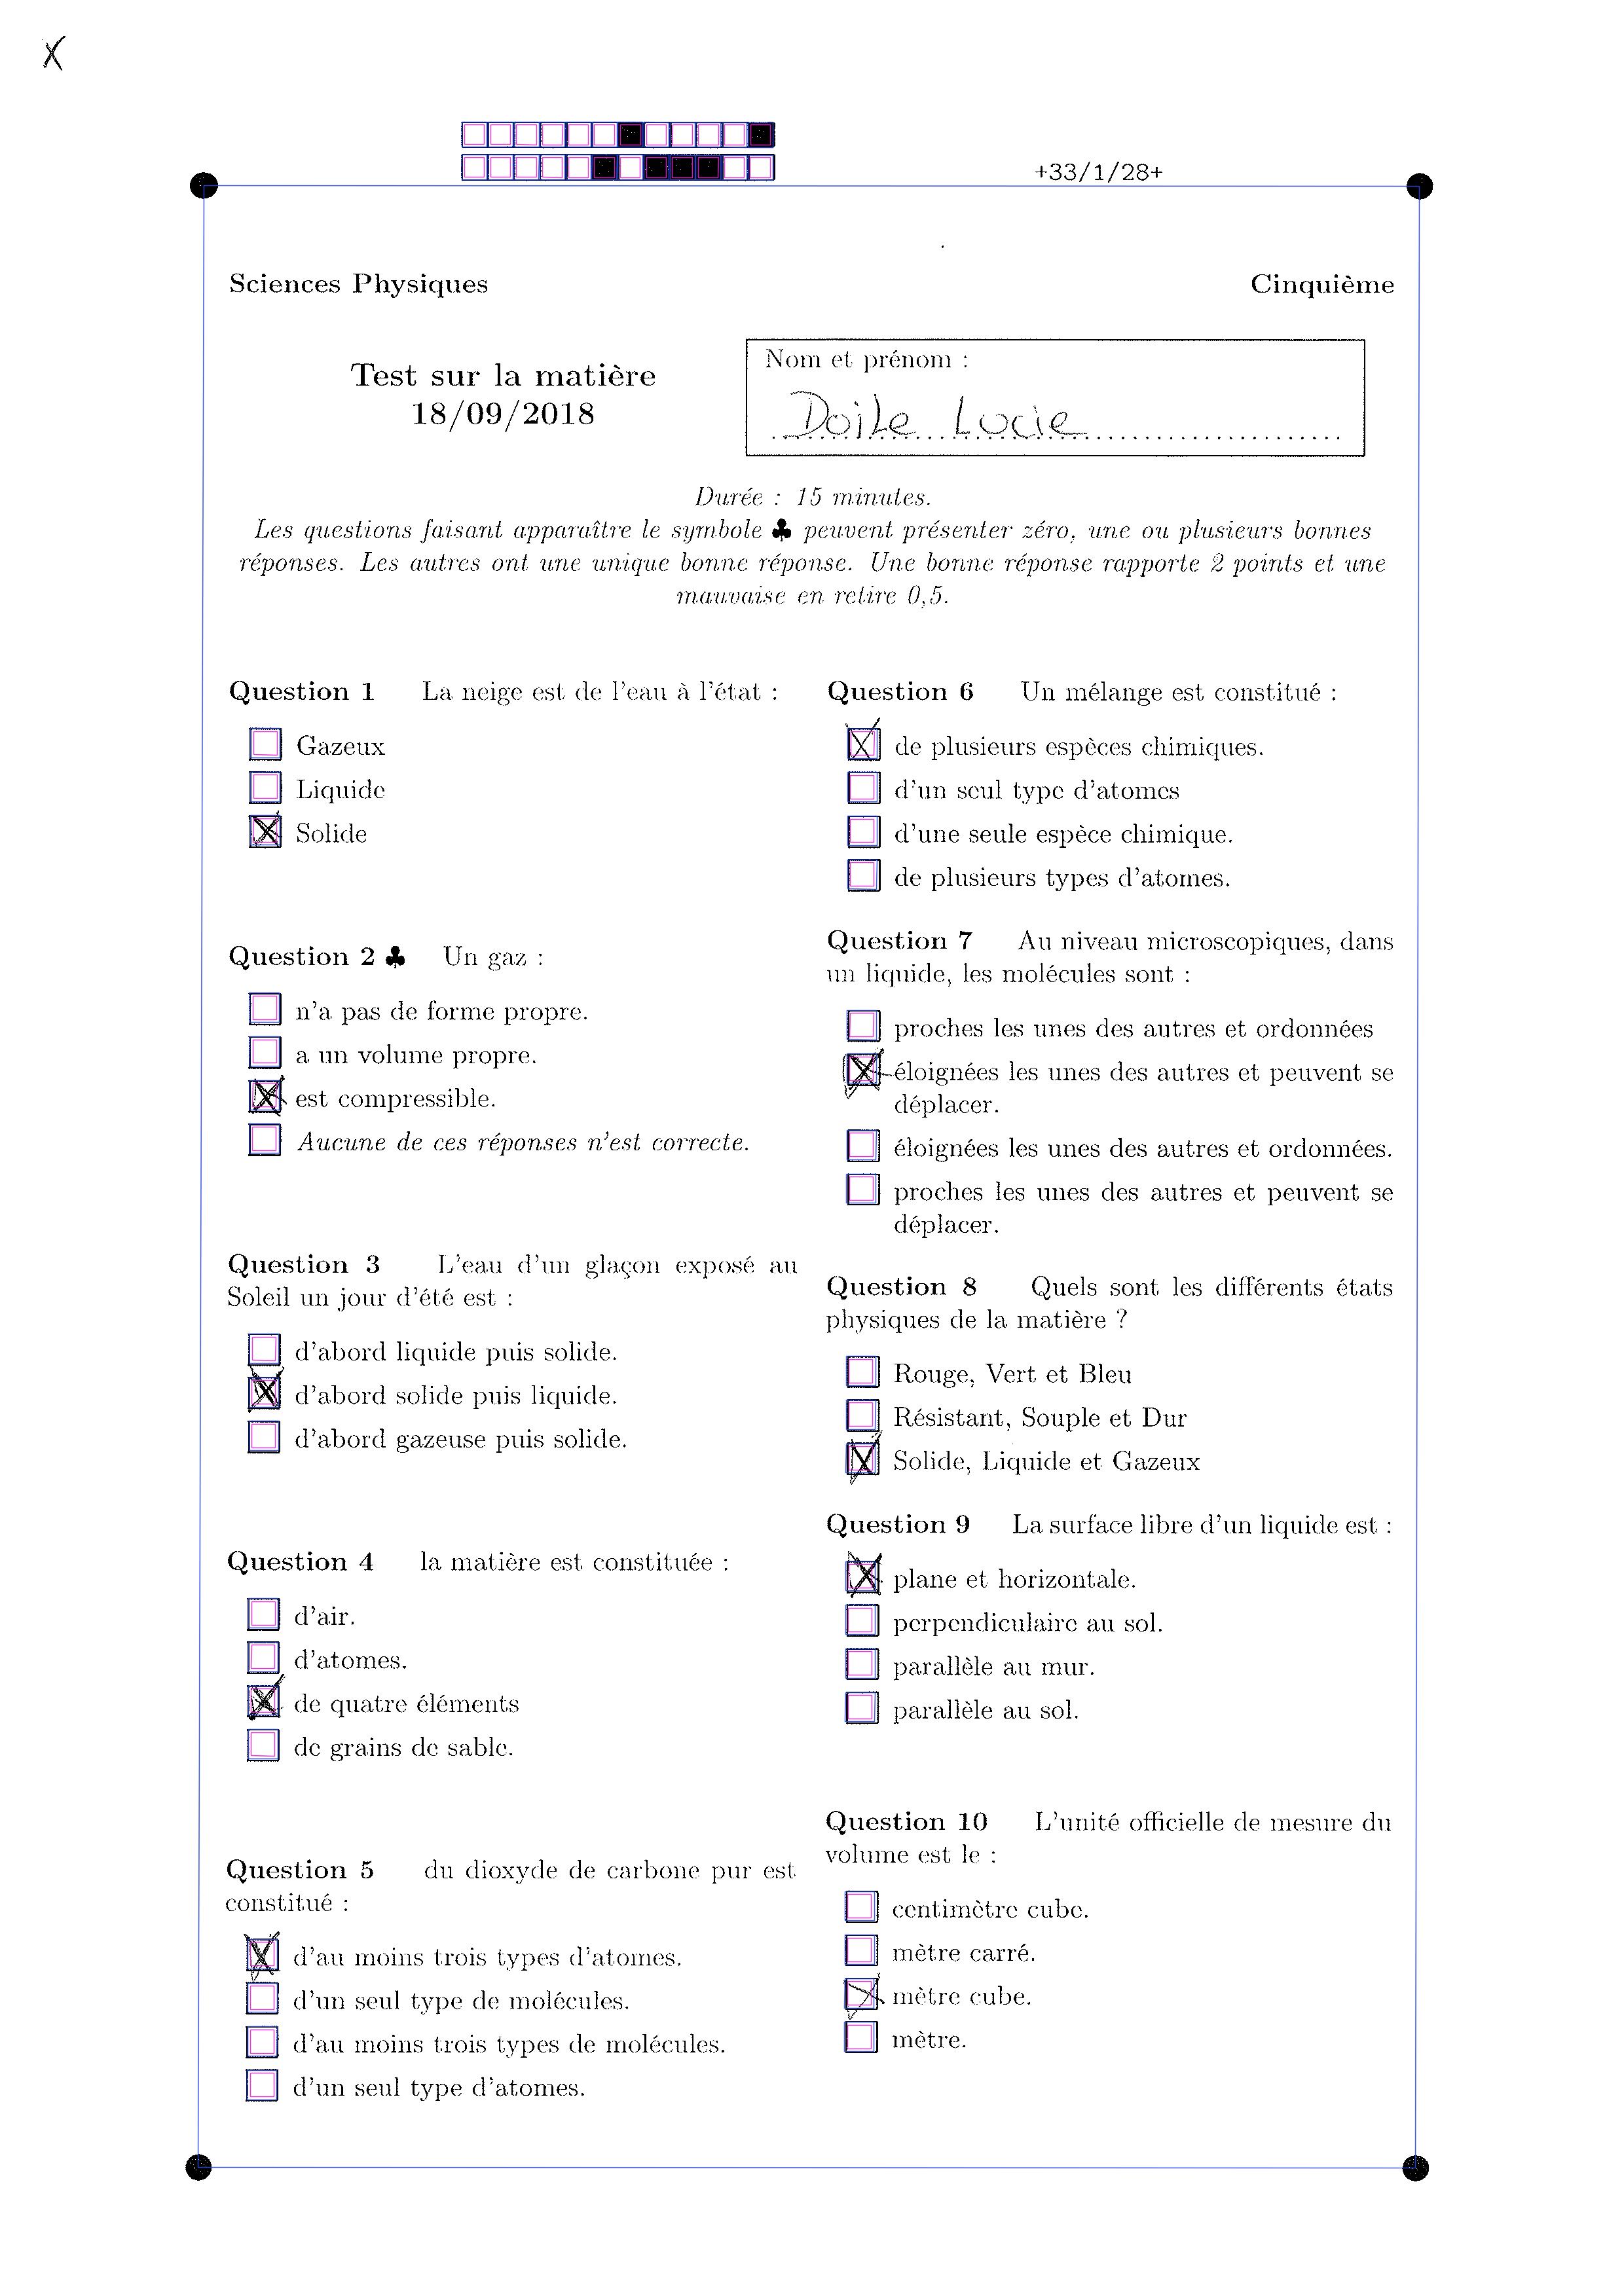 +33/1/28+
Sciences Physiques
Cinquième
Test sur la matière
18/09/2018
Nom et prénom :
Doile Lucie
Durée : 15 minutes.
Les questions faisant apparaître le symbole ♣ peuvent présenter zéro, une ou plusieurs bonnes
réponses. Les autres ont une unique bonne réponse. Une bonne réponse rapporte 2 points et une
mauvaise en retire 0,5.
Question 1 La neige est de l'eau à l'état :
Gazeux
Liquide
Solide
Question 2 ♣ Un gaz :
n'a pas de forme propre.
a un volume propre.
est compressible.
Aucune de ces réponses n'est correcte.
Question 3 L'eau d'un glaçon exposé au
Soleil un jour d'été est :
d'abord liquide puis solide.
d'abord solide puis liquide.
d'abord gazeuse puis solide.
Question 4 la matière est constituée :
d'air.
d'atomes.
de quatre éléments
de grains de sable.
Question 5 du dioxyde de carbone pur est
constitué :
d'au moins trois types d'atomes.
d'un seul type de molécules.
d'au moins trois types de molécules.
d'un seul type d'atomes.
Question 6 Un mélange est constitué :
de plusieurs espèces chimiques.
d'un seul type d'atomes
d'une seule espèce chimique.
de plusieurs types d'atomes.
Question 7 Au niveau microscopiques, dans
un liquide, les molécules sont :
proches les unes des autres et ordonnées
éloignées les unes des autres et peuvent se
déplacer.
éloignées les unes des autres et ordonnées.
proches les unes des autres et peuvent se
déplacer.
Question 8 Quels sont les différents états
physiques de la matière ?
Rouge, Vert et Bleu
Résistant, Souple et Dur
Solide, Liquide et Gazeux
Question 9 La surface libre d'un liquide est :
plane et horizontale.
perpendiculaire au sol.
parallèle au mur.
parallèle au sol.
Question 10 L'unité officielle de mesure du
volume est le :
centimètre cube.
mètre carré.
mètre cube.
mètre.